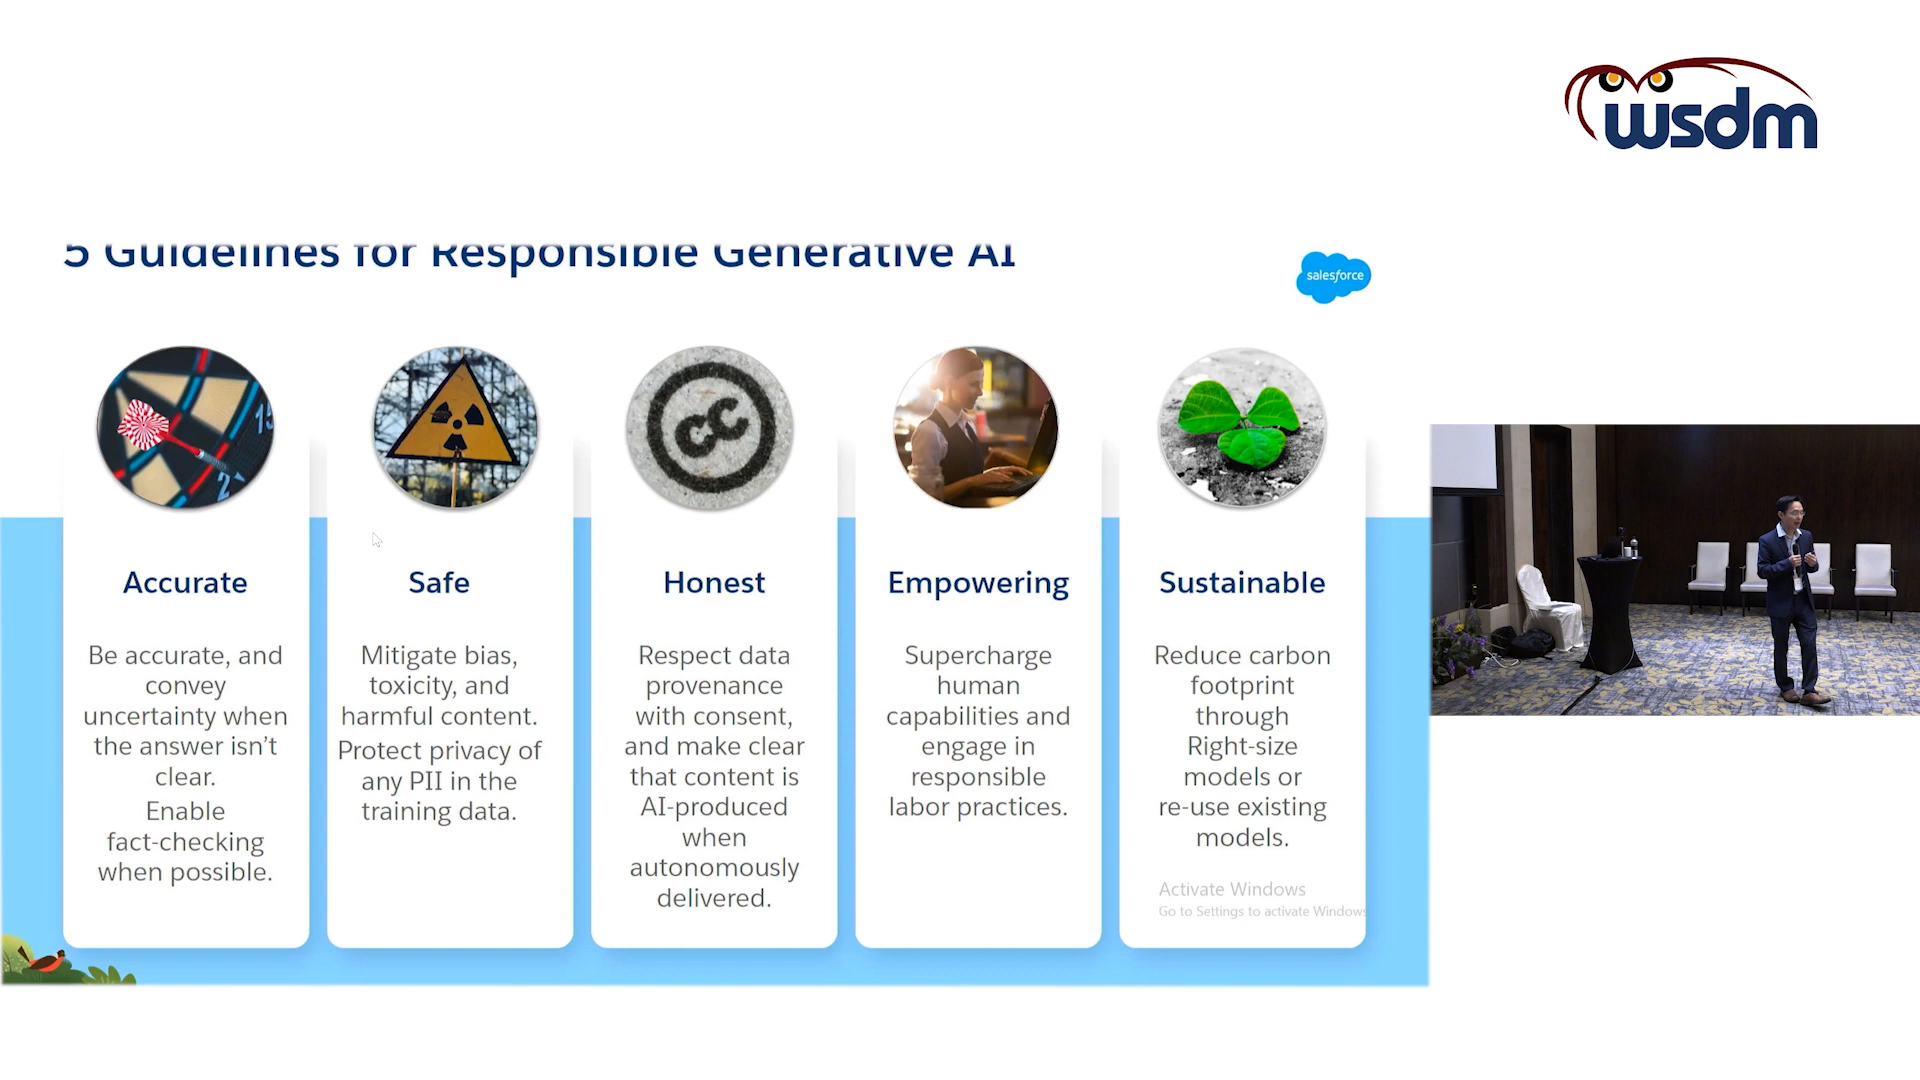 wsdm
5 Guidelines for Responsible Generative AI
salesforce
15
2
cc
Accurate
Be accurate, and
convey
uncertainty when
the answer isn’t
clear.
Enable
fact-checking
when possible.
Safe
Mitigate bias,
toxicity, and
harmful content.
Protect privacy of
any PII in the
training data.
Honest
Respect data
provenance
with consent,
and make clear
that content is
AI-produced
when
autonomously
delivered.
Empowering
Supercharge
human
capabilities and
engage in
responsible
labor practices.
Sustainable
Reduce carbon
footprint
through
Right-size
models or
re-use existing
models.
Activate Windows
Go to Settings to activate Windows